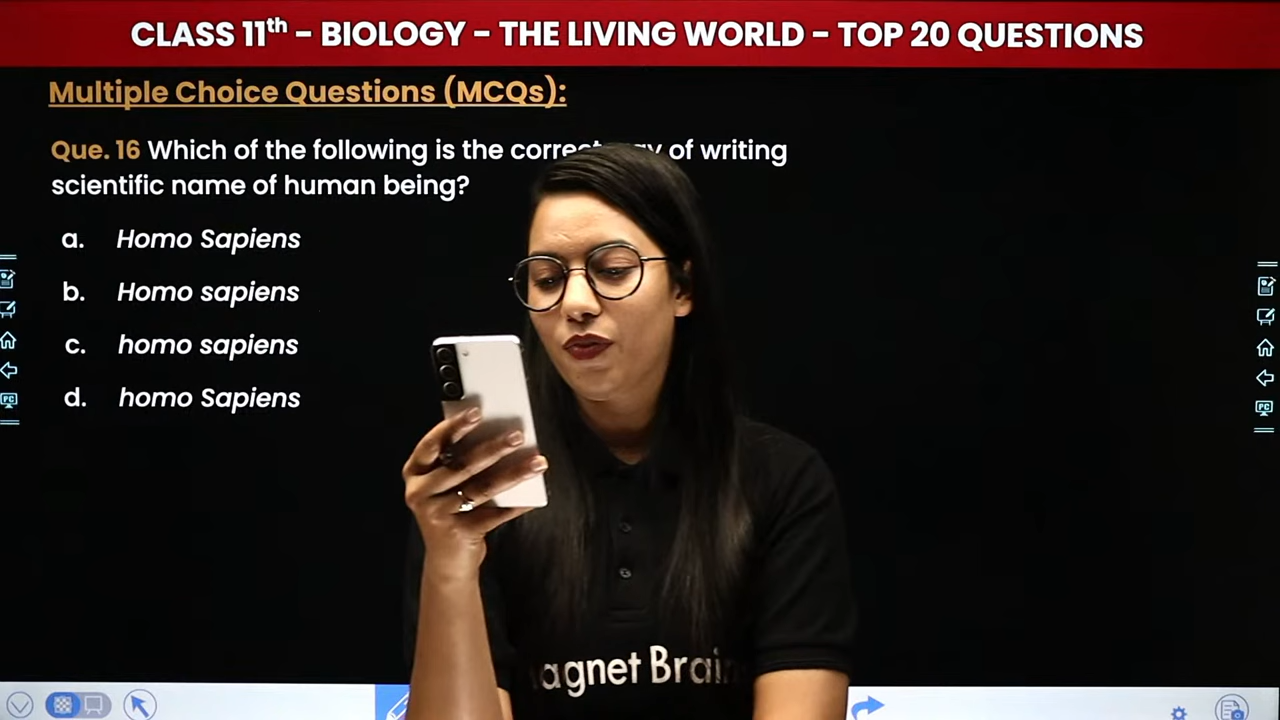 CLASS 11th - BIOLOGY - THE LIVING WORLD - TOP 20 QUESTIONS
Multiple Choice Questions (MCQs):
Que. 16 Which of the following is the of writing
scientific name of human being?
a. Homo Sapiens
b. Homo sapiens
c. homo sapiens
d. homo Sapiens
agnet Brain